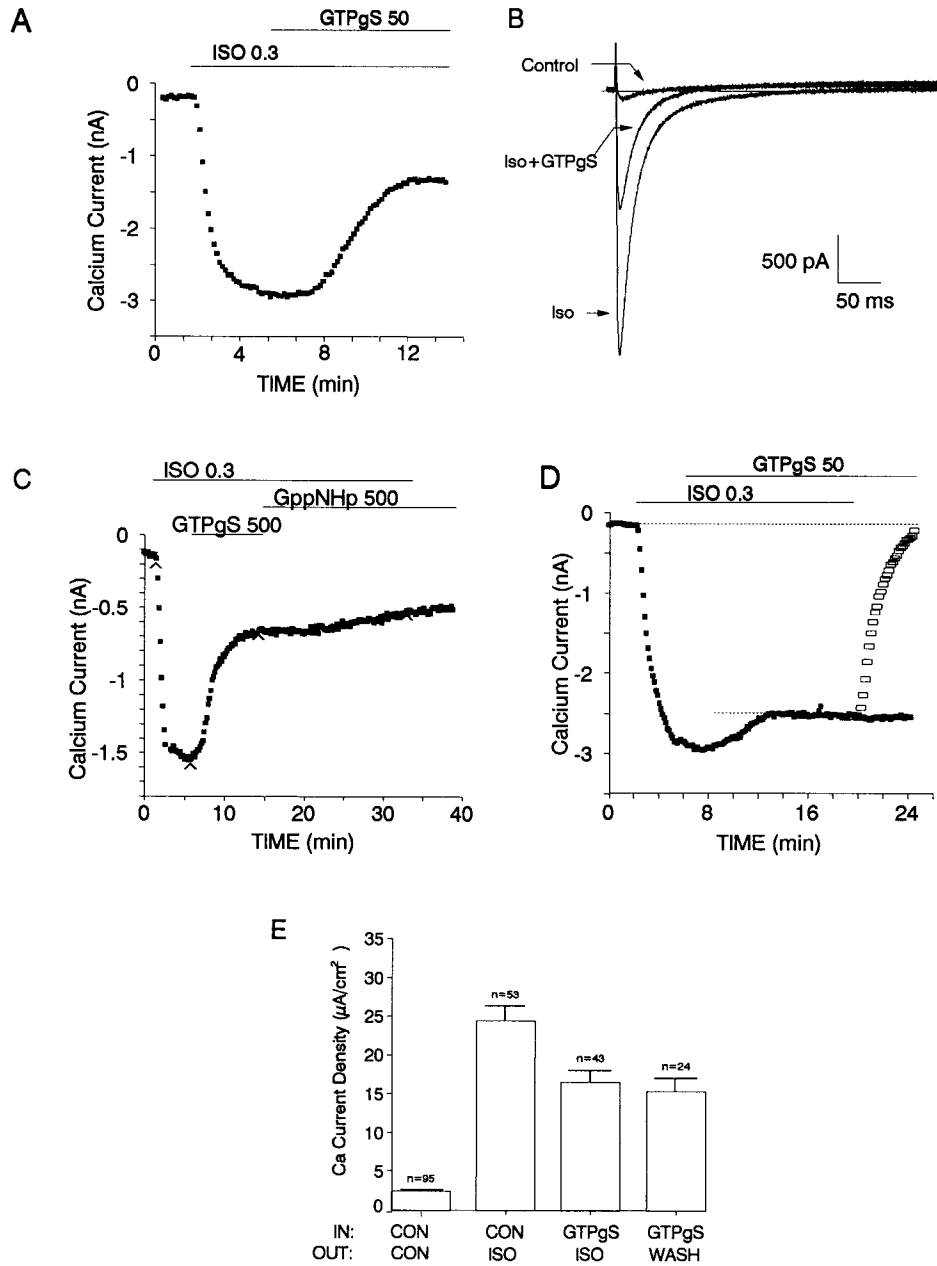 A
GTPgS 50
ISO 0.3
0
-1
-2
-3
Calcium Current (nA)
0 4 8 12
TIME (min)
B
Control
Iso+GTPgS
Iso
500 pA
50 ms
C
ISO 0.3
GppNHp 500
GTPgS 500
0
-0.5
-1
-1.5
Calcium Current (nA)
0 10 20 30 40
TIME (min)
D
GTPgS 50
ISO 0.3
0
-1
-2
-3
Calcium Current (nA)
0 8 16 24
TIME (min)
E
35
30
25
20
15
10
5
0
Ca Current Density (µA/cm²)
n=95
n=53
n=43
n=24
IN: CON CON GTPgS GTPgS
OUT: CON ISO ISO WASH